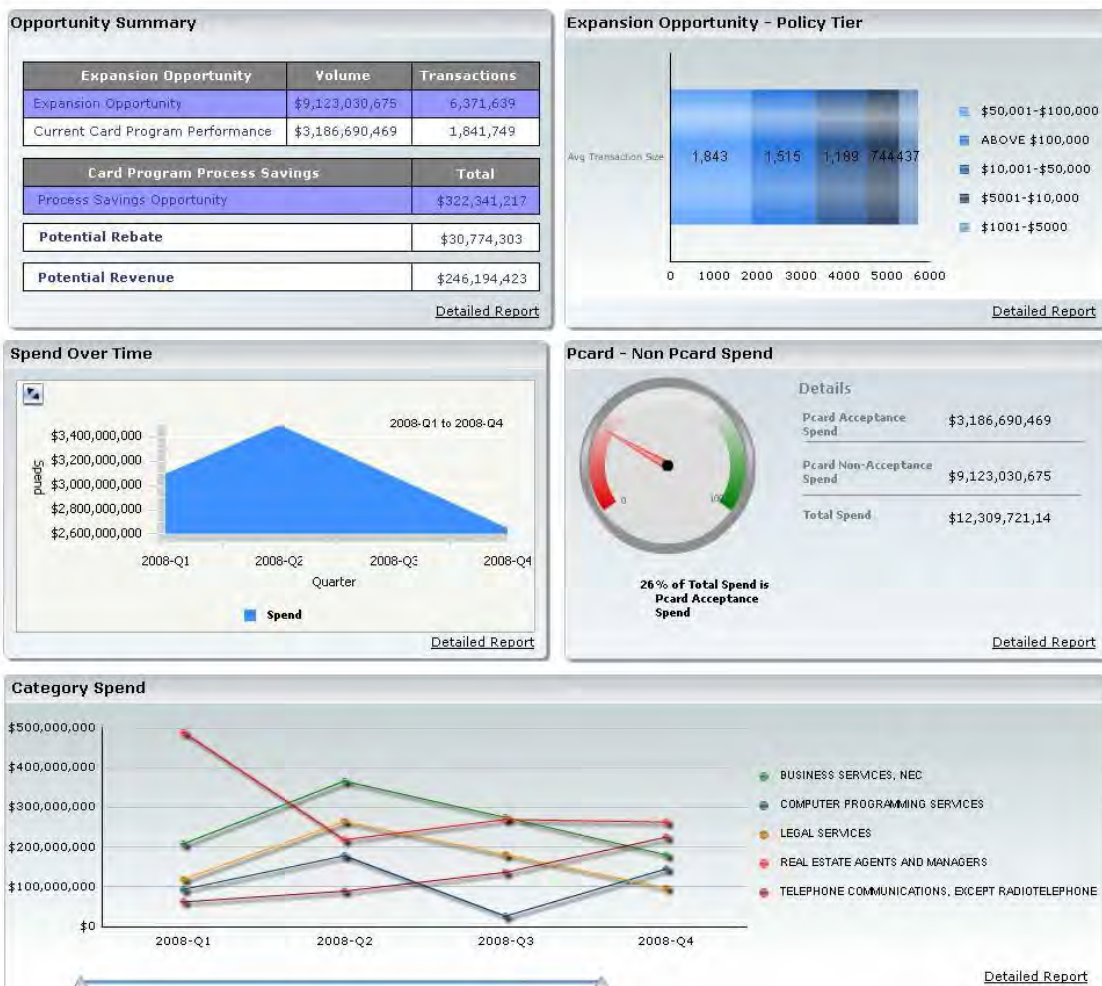 Opportunity Summary
Expansion Opportunity Volume Transactions
Expansion Opportunity $9,123,030,675 6,371,639
Current Card Program Performance $3,186,690,469 1,841,749
Card Program Process Savings Total
Process Savings Opportunity $322,341,217
Potential Rebate $30,774,303
Potential Revenue $246,194,423
Detailed Report
Expansion Opportunity - Policy Tier
Avg Transaction Size
1,843 1,515 1,189 744 437
0 1000 2000 3000 4000 5000 6000
$50,001-$100,000
ABOVE $100,000
$10,001-$50,000
$5001-$10,000
$1001-$5000
Detailed Report
Spend Over Time
2008-Q1 to 2008-Q4
Spend
$3,400,000,000
$3,200,000,000
$3,000,000,000
$2,800,000,000
$2,600,000,000
2008-Q1 2008-Q2 2008-Q3 2008-Q4
Quarter
Spend
Detailed Report
Pcard - Non Pcard Spend
0 100
26% of Total Spend is
Pcard Acceptance
Spend
Details
Pcard Acceptance
Spend $3,186,690,469
Pcard Non-Acceptance
Spend $9,123,030,675
Total Spend $12,309,721,14
Detailed Report
Category Spend
$500,000,000
$400,000,000
$300,000,000
$200,000,000
$100,000,000
$0
2008-Q1 2008-Q2 2008-Q3 2008-Q4
BUSINESS SERVICES, NEC
COMPUTER PROGRAMMING SERVICES
LEGAL SERVICES
REAL ESTATE AGENTS AND MANAGERS
TELEPHONE COMMUNICATIONS, EXCEPT RADIOTELEPHONE
Detailed Report